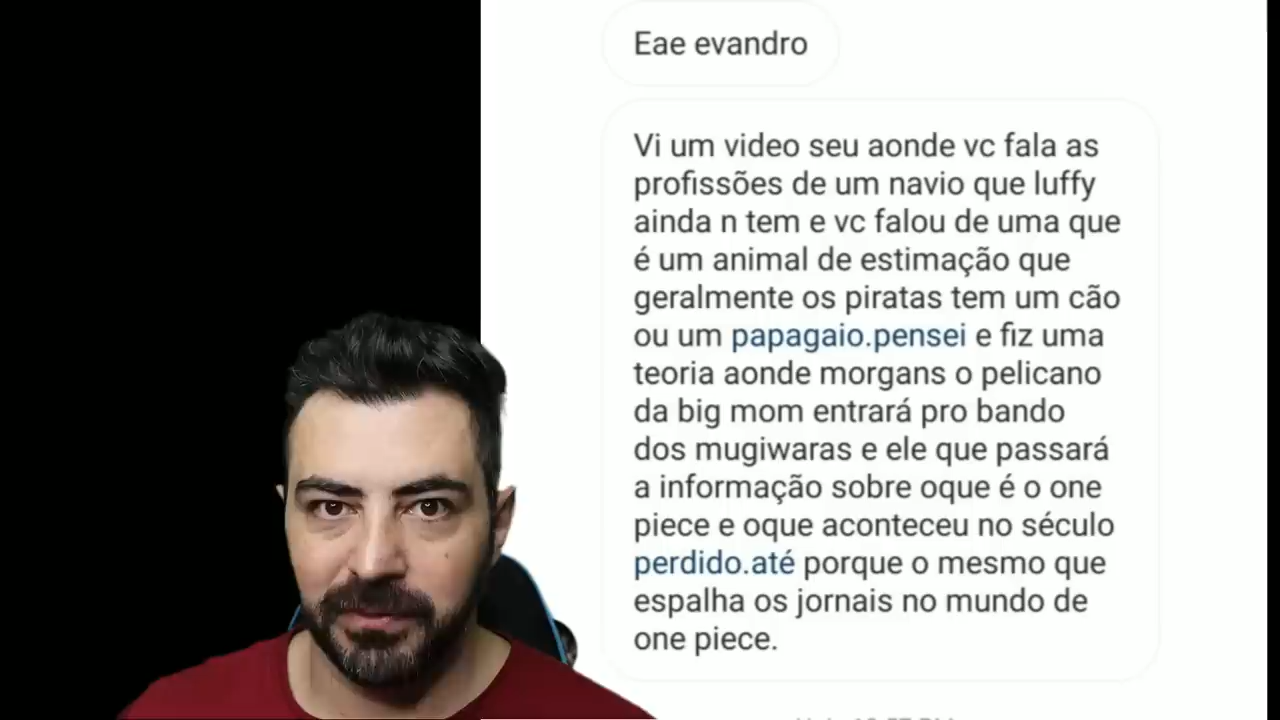 Eae evandro
Vi um video seu aonde vc fala as
profissões de um navio que luffy
ainda n tem e vc falou de uma que
é um animal de estimação que
geralmente os piratas tem um cão
ou um papagaio.pensei e fiz uma
teoria aonde morgans o pelicano
da big mom entrará pro bando
dos mugiwaras e ele que passará
a informação sobre oque é o one
piece e oque aconteceu no século
perdido.até porque o mesmo que
espalha os jornais no mundo de
one piece.